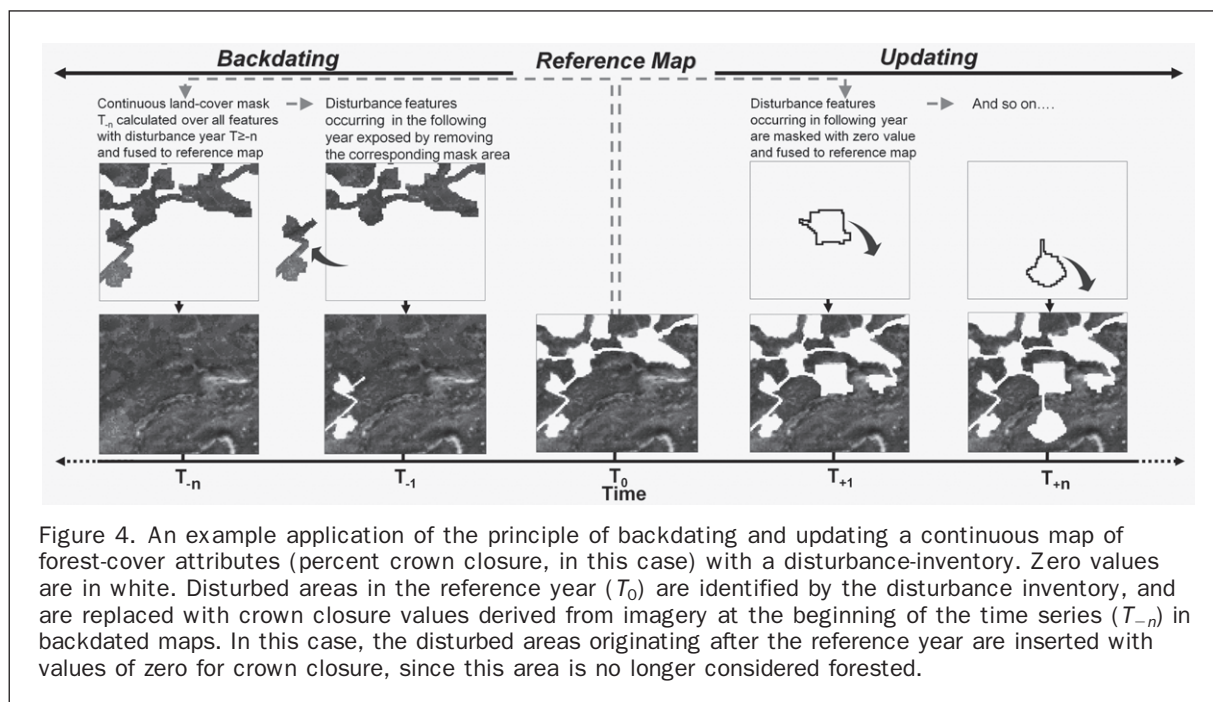 Backdating
Reference Map
Updating
Continuous land-cover mask
T-n calculated over all features
with disturbance year T≥-n
and fused to reference map
Disturbance features
occurring in the following
year exposed by removing
the corresponding mask area
Disturbance features
occurring in following year
are masked with zero value
and fused to reference map
And so on....
T-n
T-1
T0
T+1
T+n
Time
Figure 4. An example application of the principle of backdating and updating a continuous map of
forest-cover attributes (percent crown closure, in this case) with a disturbance-inventory. Zero values
are in white. Disturbed areas in the reference year (T0) are identified by the disturbance inventory, and
are replaced with crown closure values derived from imagery at the beginning of the time series (T−n) in
backdated maps. In this case, the disturbed areas originating after the reference year are inserted with
values of zero for crown closure, since this area is no longer considered forested.